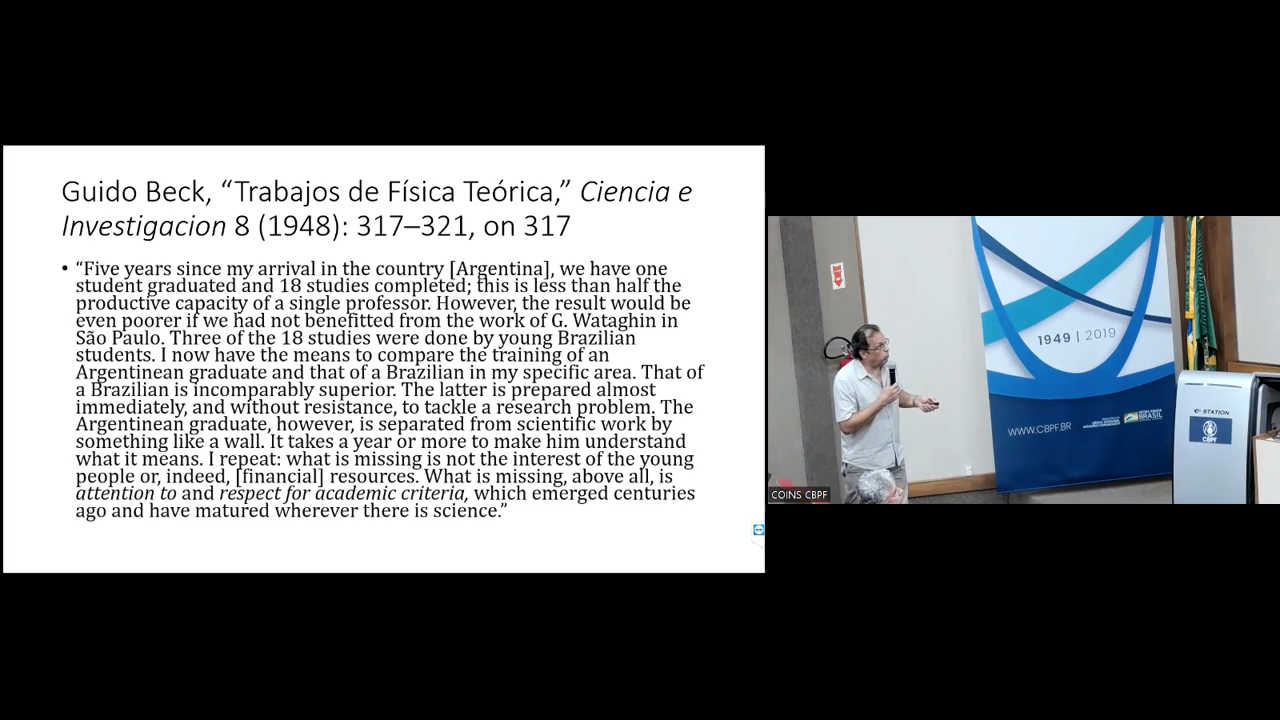 Guido Beck, “Trabajos de Física Teórica,” Ciencia e
Investigacion 8 (1948): 317–321, on 317
• “Five years since my arrival in the country [Argentina], we have one
student graduated and 18 studies completed; this is less than half the
productive capacity of a single professor. However, the result would be
even poorer if we had not benefitted from the work of G. Wataghin in
São Paulo. Three of the 18 studies were done by young Brazilian
students. I now have the means to compare the training of an
Argentinean graduate and that of a Brazilian in my specific area. That of
a Brazilian is incomparably superior. The latter is prepared almost
immediately, and without resistance, to tackle a research problem. The
Argentinean graduate, however, is separated from scientific work by
something like a wall. It takes a year or more to make him understand
what it means. I repeat: what is missing is not the interest of the young
people or, indeed, [financial] resources. What is missing, above all, is
attention to and respect for academic criteria, which emerged centuries
ago and have matured wherever there is science.”
1949 | 2019
WWW.CBPF.BR
BRASIL
e-STATION
CBPF
COINS CBPF